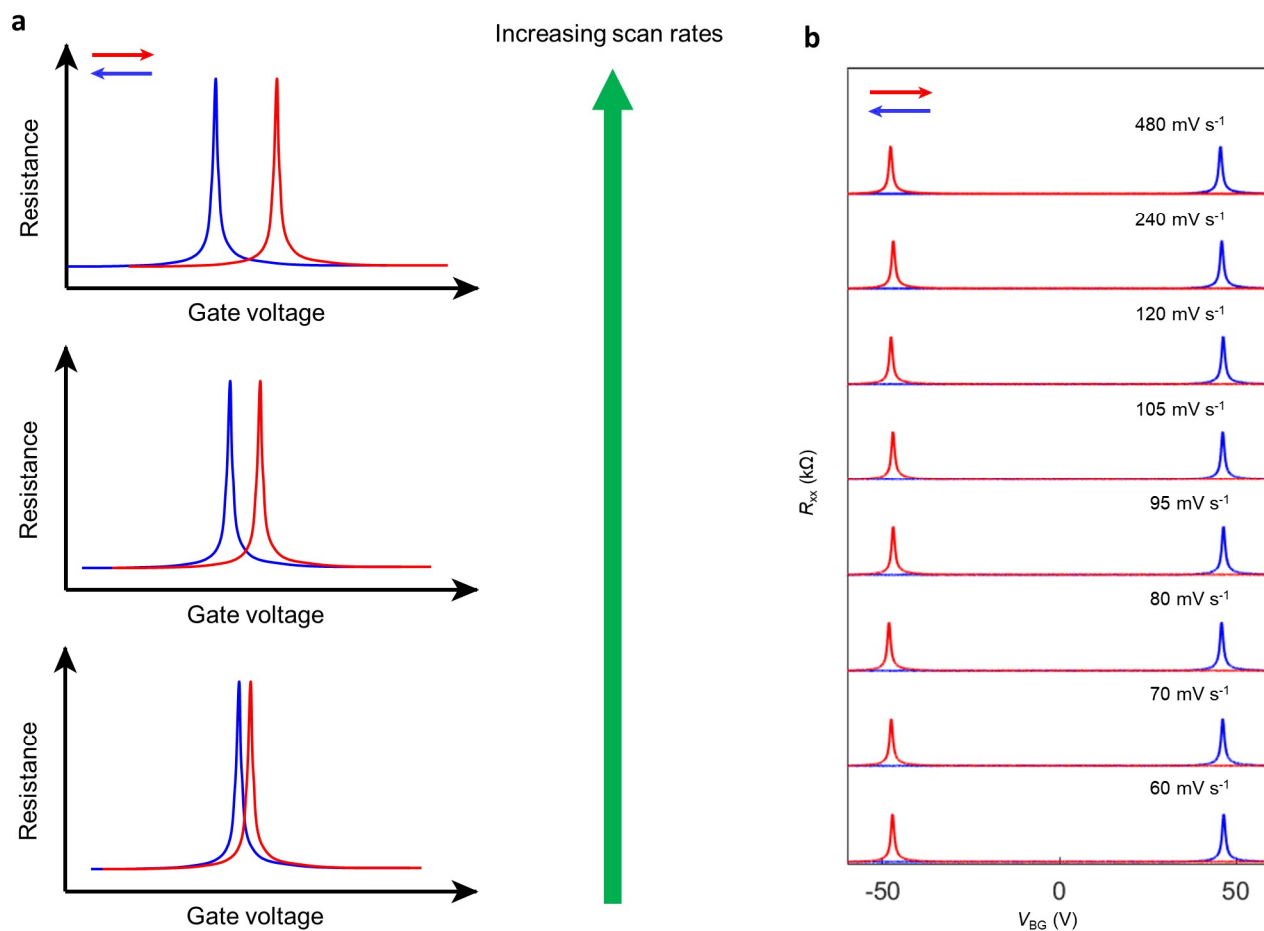 a
Increasing scan rates
b
Resistance
Gate voltage
Resistance
Gate voltage
Resistance
Gate voltage
480 mV s⁻¹
240 mV s⁻¹
120 mV s⁻¹
105 mV s⁻¹
95 mV s⁻¹
80 mV s⁻¹
70 mV s⁻¹
60 mV s⁻¹
Rxx (kΩ)
-50 0 50
VBG (V)